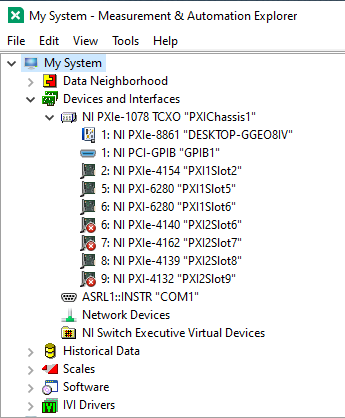 My System - Measurement & Automation Explorer
File Edit View Tools Help
My System
Data Neighborhood
Devices and Interfaces
NI PXIe-1078 TCXO "PXIChassis1"
1: NI PXIe-8861 "DESKTOP-GGEO8IV"
1: NI PCI-GPIB "GPIB1"
2: NI PXIe-4154 "PXI1Slot2"
5: NI PXI-6280 "PXI1Slot5"
6: NI PXI-6280 "PXI1Slot6"
6: NI PXIe-4140 "PXI2Slot6"
7: NI PXIe-4162 "PXI2Slot7"
8: NI PXIe-4139 "PXI2Slot8"
9: NI PXI-4132 "PXI2Slot9"
ASRL1::INSTR "COM1"
Network Devices
NI Switch Executive Virtual Devices
Historical Data
Scales
Software
IVI Drivers